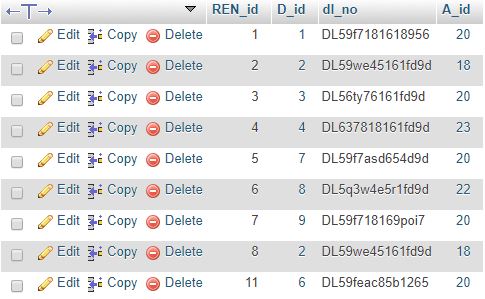 REN_id D_id dl_no A_id
Edit Copy Delete 1 1 DL59f7181618956 20
Edit Copy Delete 2 2 DL59we45161fd9d 18
Edit Copy Delete 3 3 DL56ty76161fd9d 20
Edit Copy Delete 4 4 DL637818161fd9d 23
Edit Copy Delete 5 7 DL59f7asd654d9d 20
Edit Copy Delete 6 8 DL5q3w4e5r1fd9d 22
Edit Copy Delete 7 9 DL59f718169poi7 20
Edit Copy Delete 8 2 DL59we45161fd9d 18
Edit Copy Delete 11 6 DL59feac85b1265 20